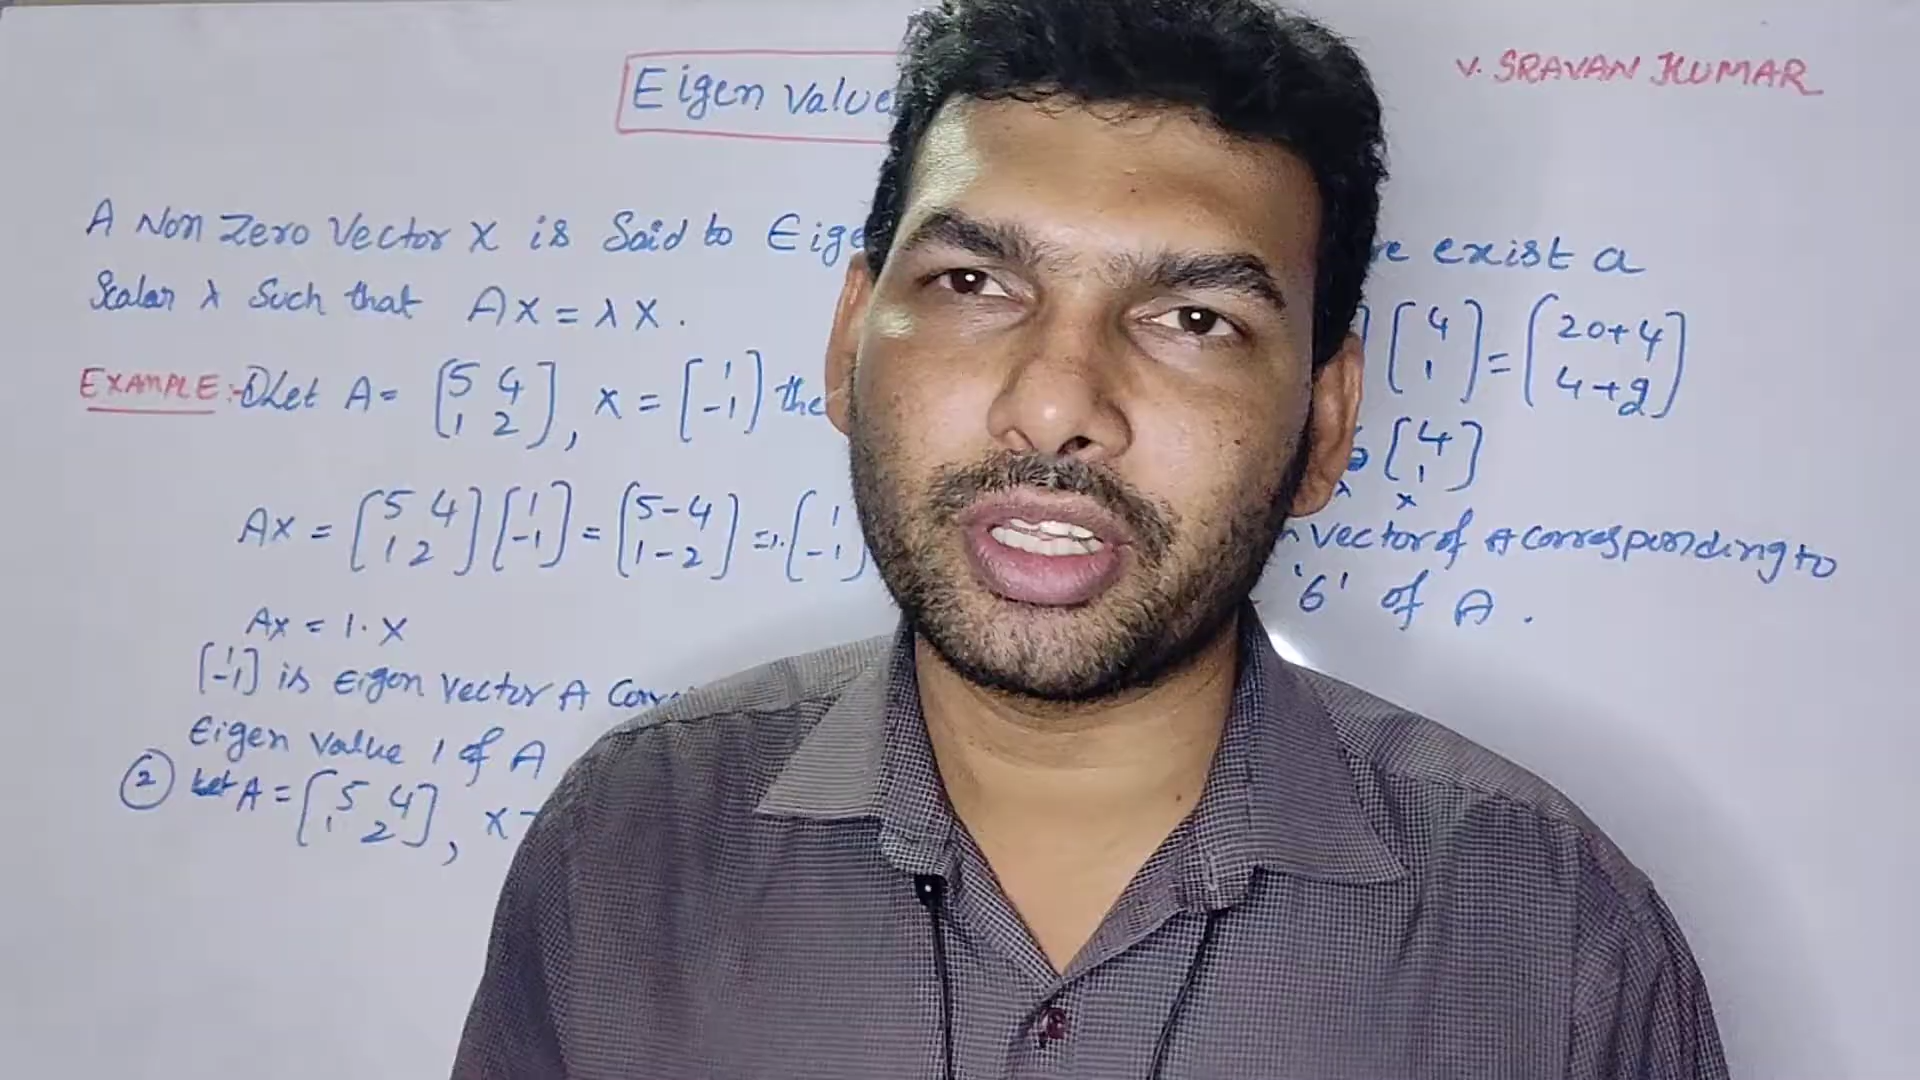 Eigen Value
V. SRAVAN KUMAR
A Non Zero Vector X is Said to Eige
e exist a
Scalar λ Such that AX = λX.
EXAMPLE:- ① Let A = [5 4; 1 2], x = [1; -1] the
[4; 1] = [20+4; 4+2]
[4; 1]
λ x
AX = [5 4; 1 2] [1; -1] = [5-4; 1-2] = 1. [1; -1]
Vector of A corresponding to
'6' of A.
Ax = 1. X
[1; -1] is Eigen vector A Corr
Eigen value 1 of A
② Let A = [5 4; 1 2], x =